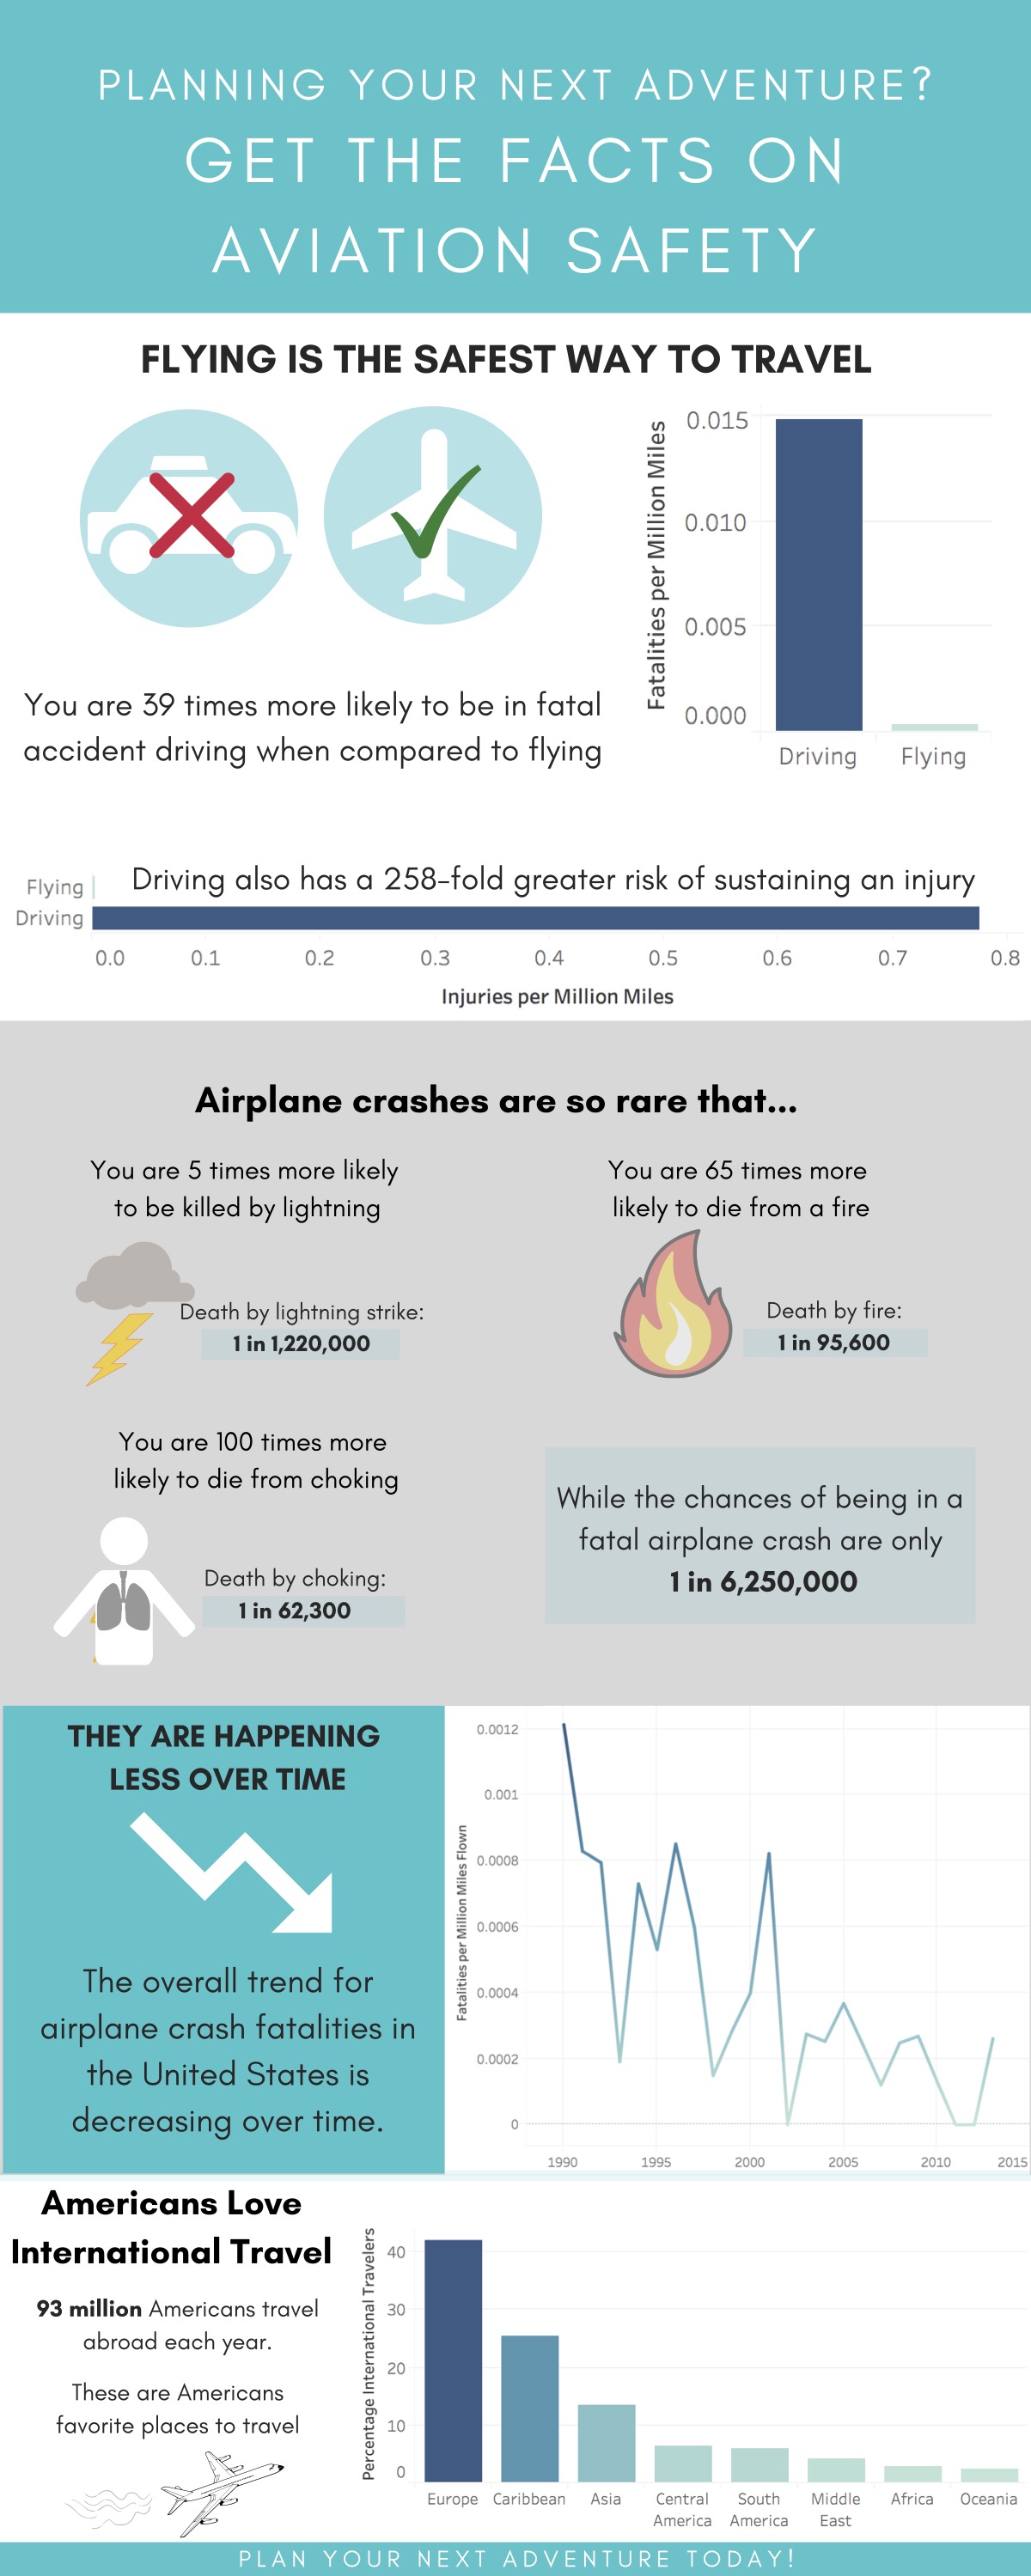 PLANNING YOUR NEXT ADVENTURE?
GET THE FACTS ON
AVIATION SAFETY
FLYING IS THE SAFEST WAY TO TRAVEL
Fatalities per Million Miles
0.015
0.010
0.005
0.000
Driving
Flying
You are 39 times more likely to be in fatal
accident driving when compared to flying
Driving also has a 258-fold greater risk of sustaining an injury
Flying
Driving
0.0
0.1
0.2
0.3
0.4
0.5
0.6
0.7
0.8
Injuries per Million Miles
Airplane crashes are so rare that...
You are 5 times more likely
to be killed by lightning
Death by lightning strike:
1 in 1,220,000
You are 65 times more
likely to die from a fire
Death by fire:
1 in 95,600
You are 100 times more
likely to die from choking
Death by choking:
1 in 62,300
While the chances of being in a
fatal airplane crash are only
1 in 6,250,000
THEY ARE HAPPENING
LESS OVER TIME
The overall trend for
airplane crash fatalities in
the United States is
decreasing over time.
Fatalities per Million Miles Flown
0.0012
0.001
0.0008
0.0006
0.0004
0.0002
0
1990
1995
2000
2005
2010
2015
Americans Love
International Travel
93 million Americans travel
abroad each year.
These are Americans
favorite places to travel
Percentage International Travelers
40
30
20
10
0
Europe
Caribbean
Asia
Central
America
South
America
Middle
East
Africa
Oceania
PLAN YOUR NEXT ADVENTURE TODAY!